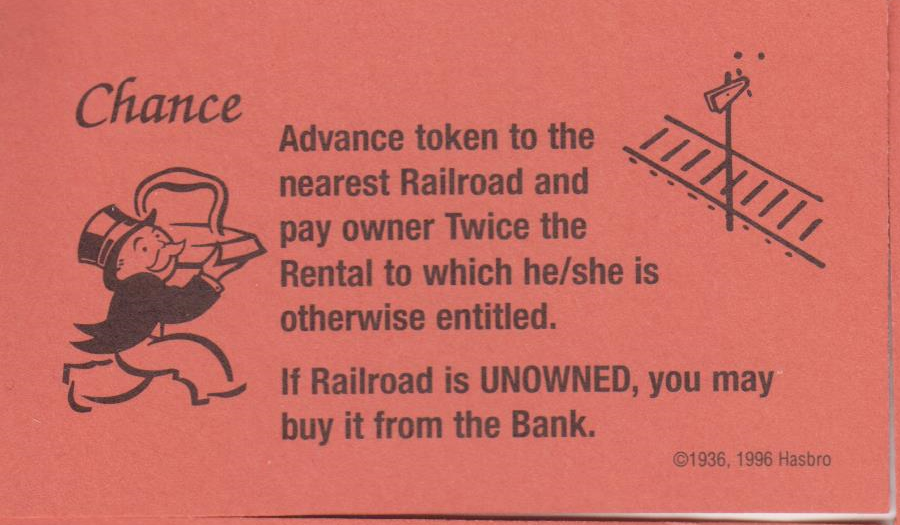 Chance
Advance token to the
nearest Railroad and
pay owner Twice the
Rental to which he/she is
otherwise entitled.
If Railroad is UNOWNED, you may
buy it from the Bank.
©1936, 1996 Hasbro